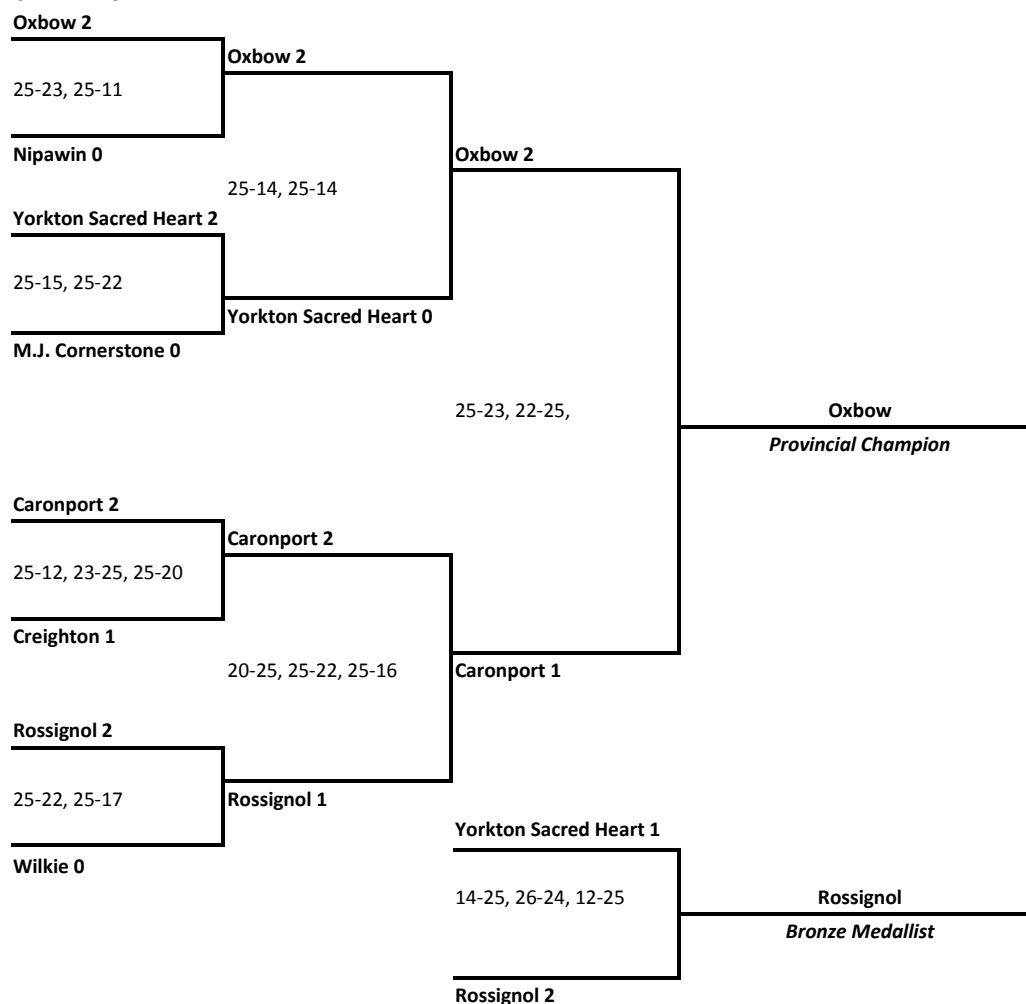 Oxbow 2
Oxbow 2
25-23, 25-11
Nipawin 0
Oxbow 2
25-14, 25-14
Yorkton Sacred Heart 2
25-15, 25-22
Yorkton Sacred Heart 0
M.J. Cornerstone 0
25-23, 22-25,
Oxbow
Provincial Champion
Caronport 2
Caronport 2
25-12, 23-25, 25-20
Creighton 1
20-25, 25-22, 25-16
Caronport 1
Rossignol 2
25-22, 25-17
Rossignol 1
Yorkton Sacred Heart 1
Wilkie 0
14-25, 26-24, 12-25
Rossignol
Bronze Medallist
Rossignol 2